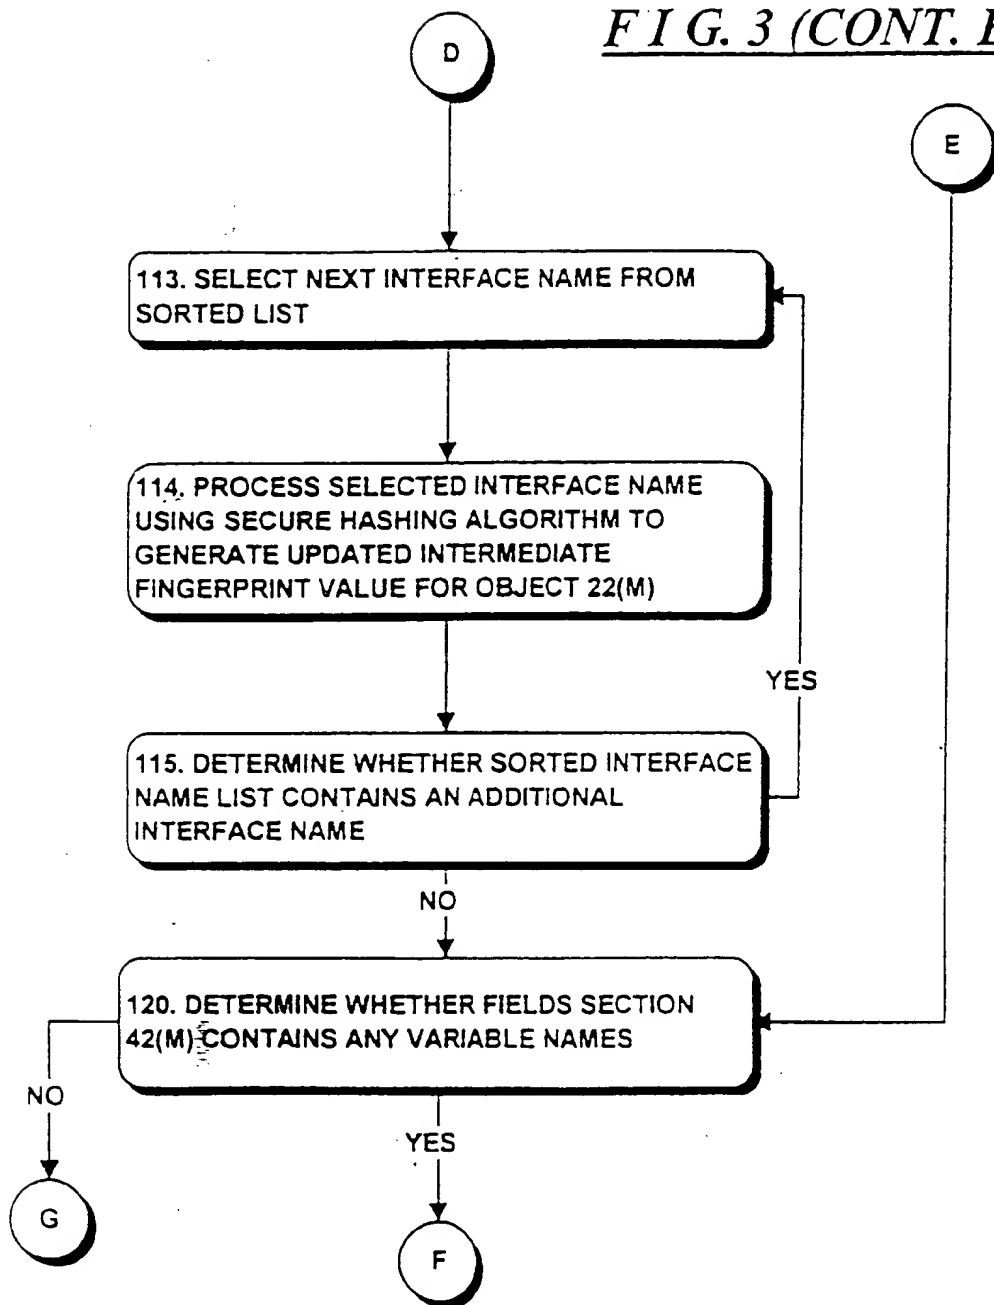 D
F I G. 3 (CONT.
E
113. SELECT NEXT INTERFACE NAME FROM
SORTED LIST
114. PROCESS SELECTED INTERFACE NAME
USING SECURE HASHING ALGORITHM TO
GENERATE UPDATED INTERMEDIATE
FINGERPRINT VALUE FOR OBJECT 22(M)
YES
115. DETERMINE WHETHER SORTED INTERFACE
NAME LIST CONTAINS AN ADDITIONAL
INTERFACE NAME
NO
120. DETERMINE WHETHER FIELDS SECTION
42(M) CONTAINS ANY VARIABLE NAMES
NO
YES
G
F